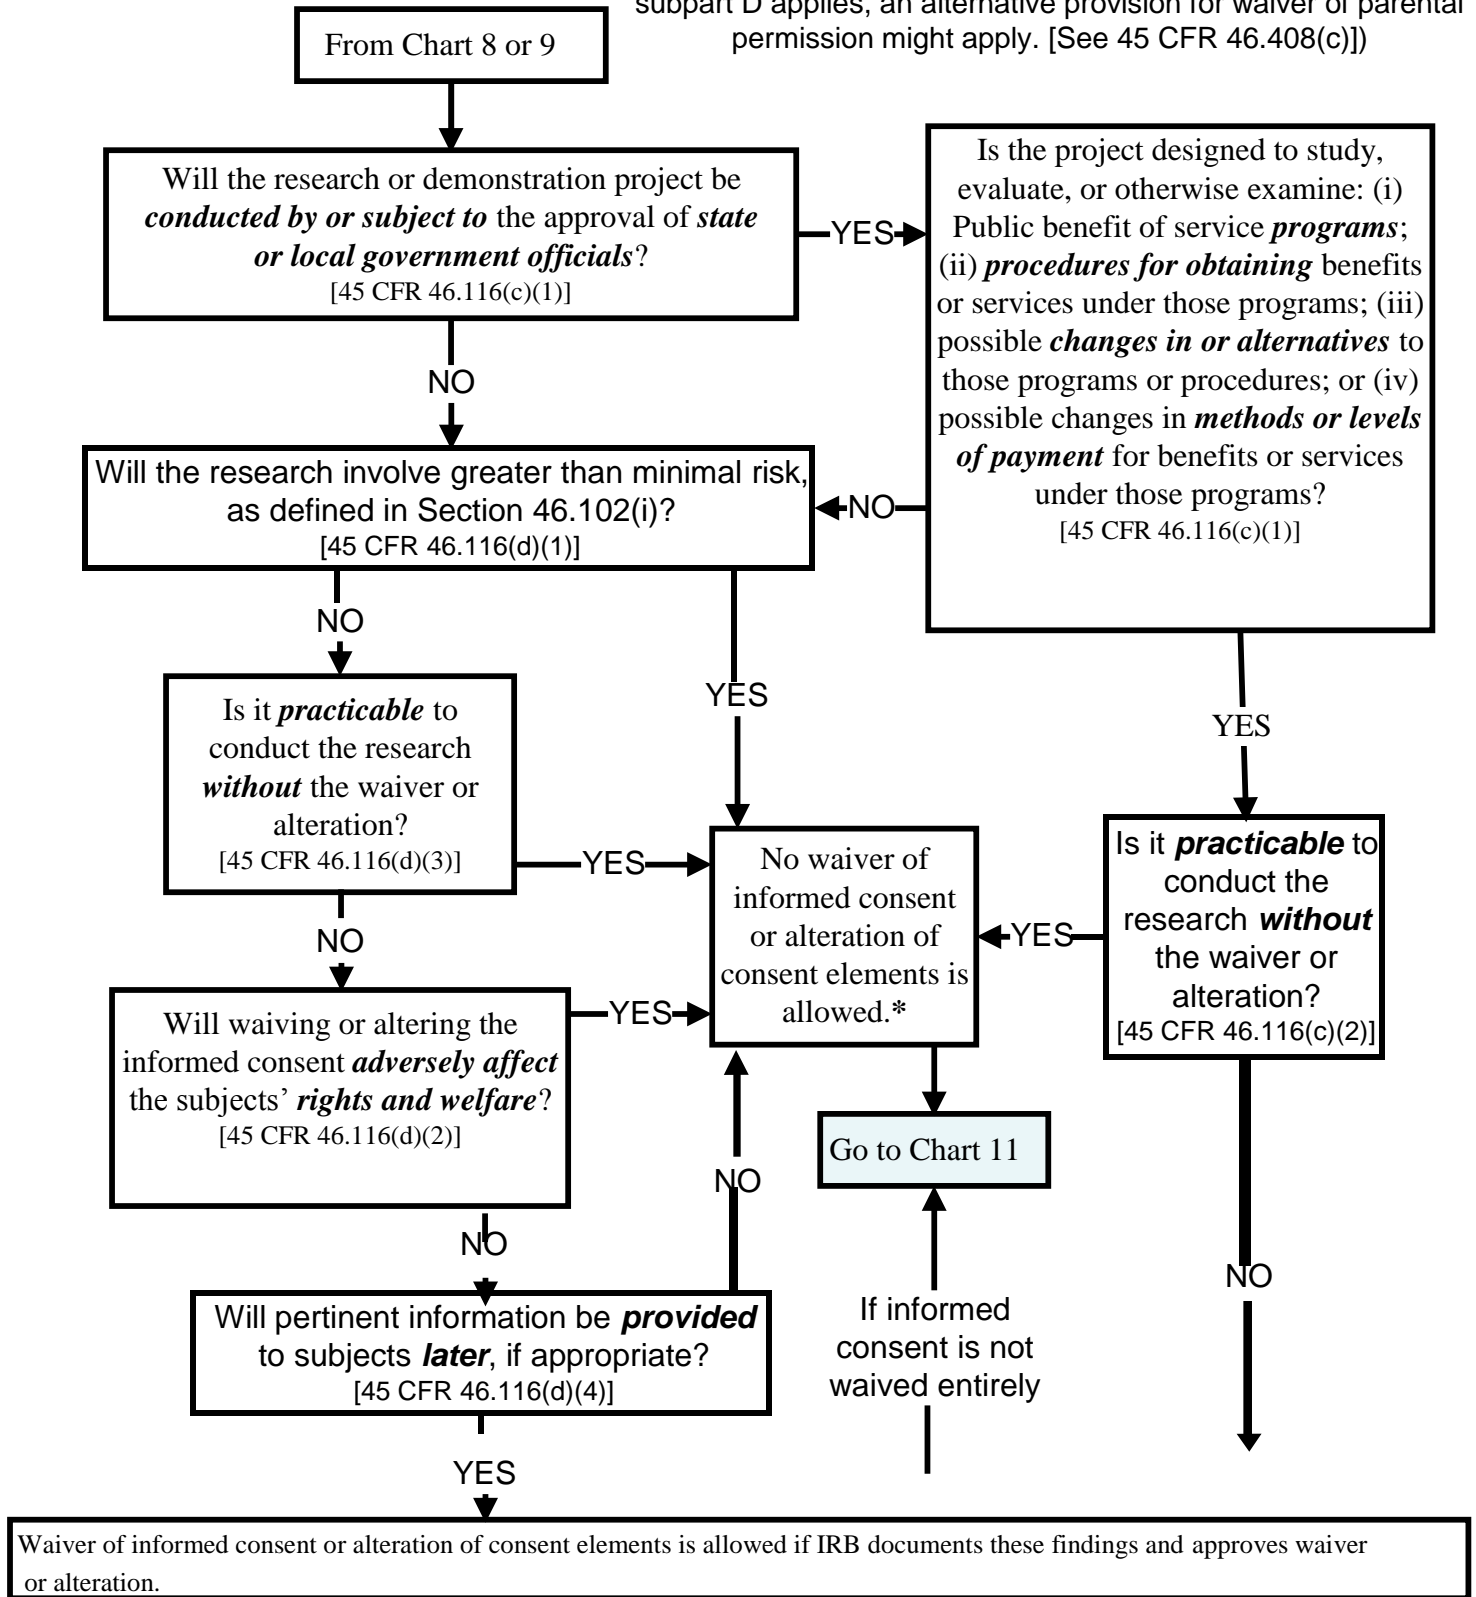 subpart D applies, an alternative provision for waiver of parental
permission might apply. [See 45 CFR 46.408(c)])
From Chart 8 or 9
Will the research or demonstration project be
conducted by or subject to the approval of state
or local government officials?
[45 CFR 46.116(c)(1)]
YES
Is the project designed to study,
evaluate, or otherwise examine: (i)
Public benefit of service programs;
(ii) procedures for obtaining benefits
or services under those programs; (iii)
possible changes in or alternatives to
those programs or procedures; or (iv)
possible changes in methods or levels
of payment for benefits or services
under those programs?
[45 CFR 46.116(c)(1)]
NO
Will the research involve greater than minimal risk,
as defined in Section 46.102(i)?
[45 CFR 46.116(d)(1)]
NO
NO
YES
YES
Is it practicable to
conduct the research
without the waiver or
alteration?
[45 CFR 46.116(d)(3)]
YES
No waiver of
informed consent
or alteration of
consent elements is
allowed.*
YES
Is it practicable to
conduct the
research without
the waiver or
alteration?
[45 CFR 46.116(c)(2)]
NO
Will waiving or altering the
informed consent adversely affect
the subjects’ rights and welfare?
[45 CFR 46.116(d)(2)]
YES
Go to Chart 11
NO
NO
NO
Will pertinent information be provided
to subjects later, if appropriate?
[45 CFR 46.116(d)(4)]
If informed
consent is not
waived entirely
YES
Waiver of informed consent or alteration of consent elements is allowed if IRB documents these findings and approves waiver
or alteration.